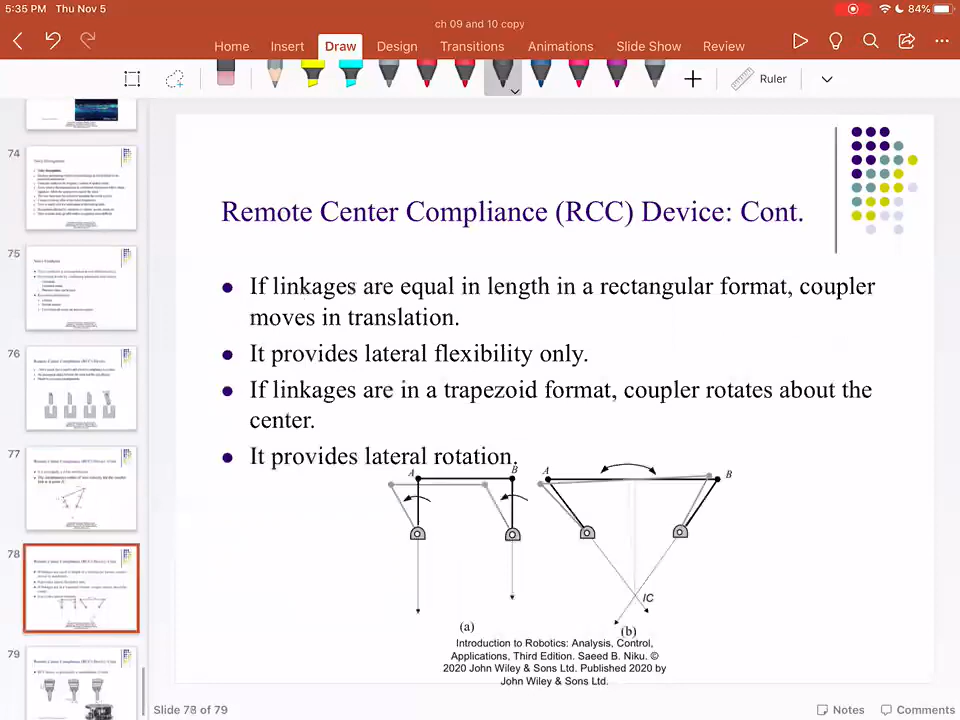 5:35 PM Thu Nov 5
84%
ch 09 and 10 copy
Home Insert Draw Design Transitions Animations Slide Show Review
Ruler
74
75
76
77
78
79
Remote Center Compliance (RCC) Device: Cont.
If linkages are equal in length in a rectangular format, coupler
moves in translation.
It provides lateral flexibility only.
If linkages are in a trapezoid format, coupler rotates about the
center.
It provides lateral rotation.
A B A B
IC
(a) (b)
Introduction to Robotics: Analysis, Control,
Applications, Third Edition. Saeed B. Niku. ©
2020 John Wiley & Sons Ltd. Published 2020 by
John Wiley & Sons Ltd.
Slide 78 of 79
Notes Comments